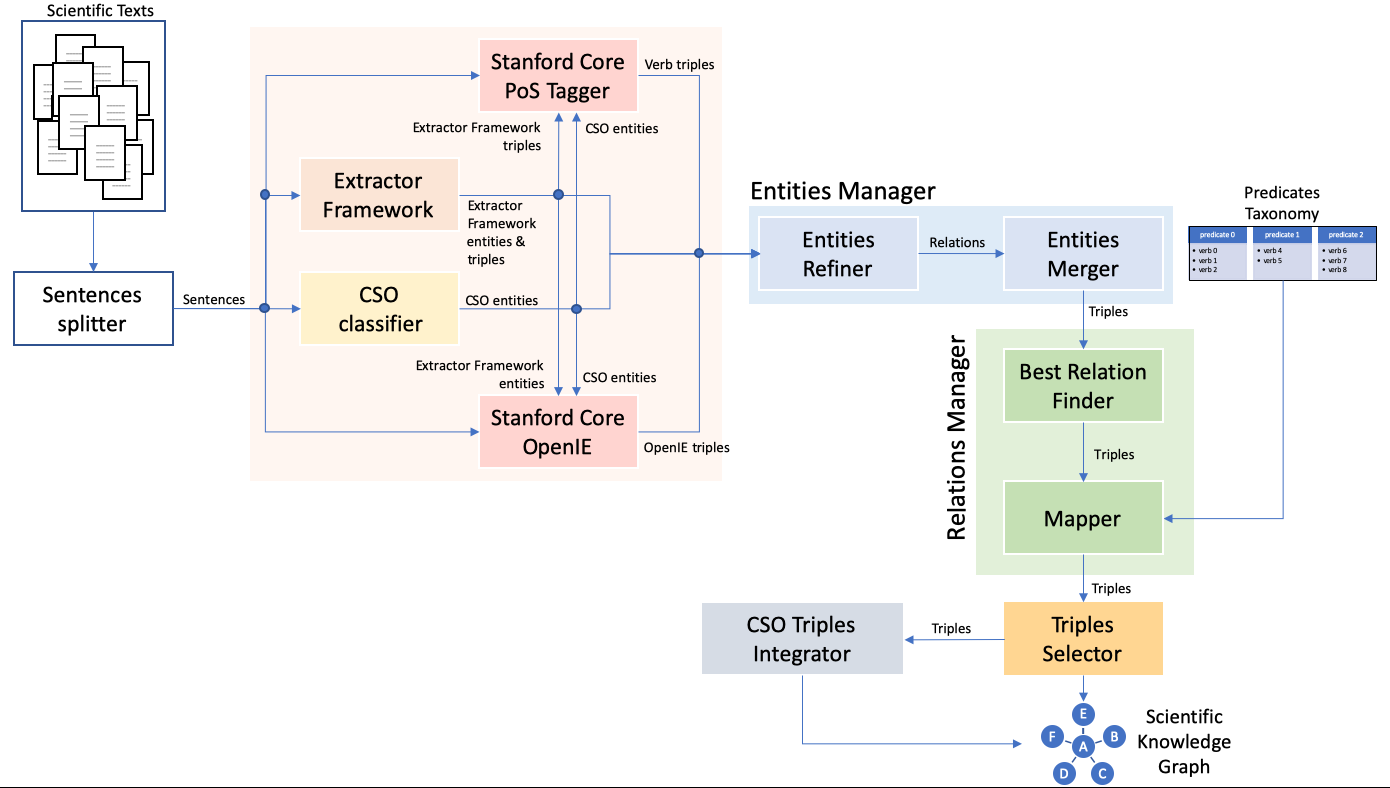 Scientific Texts
Sentences
splitter
Sentences
Stanford Core
PoS Tagger
Verb triples
Extractor Framework
triples
CSO entities
Extractor
Framework
Extractor
Framework
entities &
triples
CSO
classifier
CSO entities
Extractor Framework
entities
CSO entities
Stanford Core
OpenIE
OpenIE triples
Entities Manager
Entities
Refiner
Relations
Entities
Merger
Predicates
Taxonomy
predicate 0
predicate 1
predicate 2
• verb 0
• verb 1
• verb 2
• verb 4
• verb 5
• verb 6
• verb 7
• verb 8
Triples
Relations Manager
Best Relation
Finder
Triples
Mapper
Triples
Triples
Selector
Triples
CSO Triples
Integrator
E
F
A
B
D
C
Scientific
Knowledge
Graph